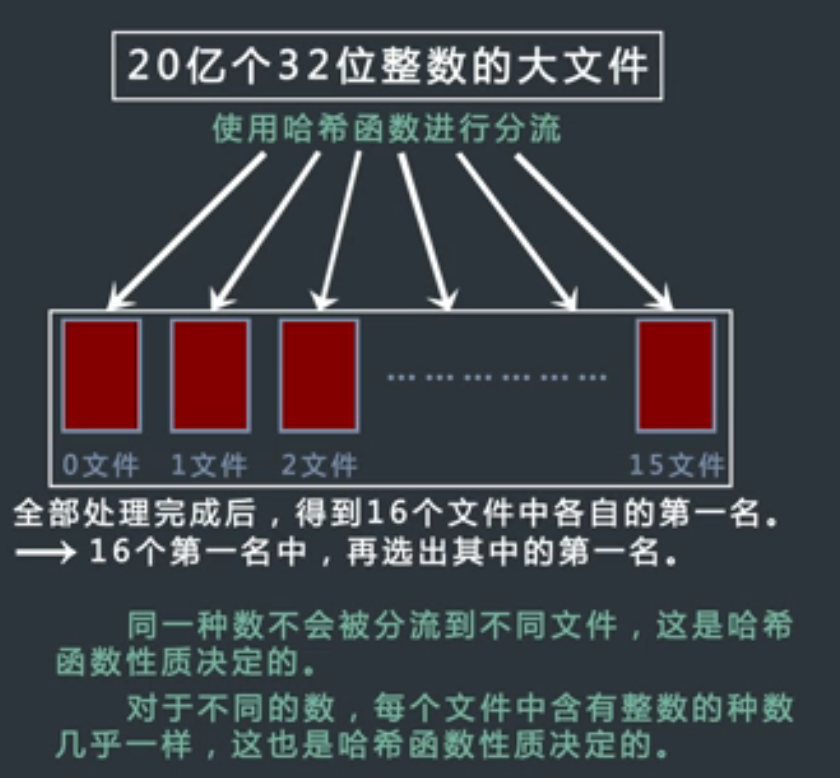 20亿个32位整数的大文件
使用哈希函数进行分流
………………
0文件 1文件 2文件 15文件
全部处理完成后，得到16个文件中各自的第一名。
→ 16个第一名中，再选出其中的第一名。
同一种数不会被分流到不同文件，这是哈希
函数性质决定的。
对于不同的数，每个文件中含有整数的种数
几乎一样，这也是哈希函数性质决定的。